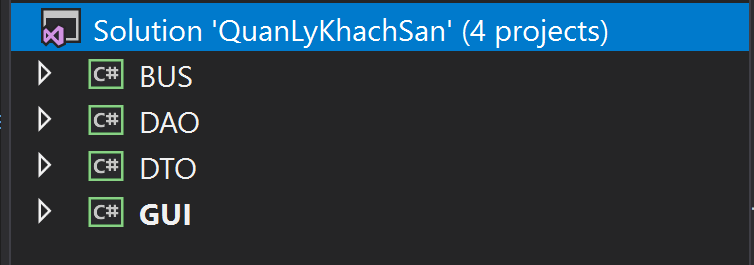 Solution 'QuanLyKhachSan' (4 projects)
C# BUS
C# DAO
C# DTO
C# GUI